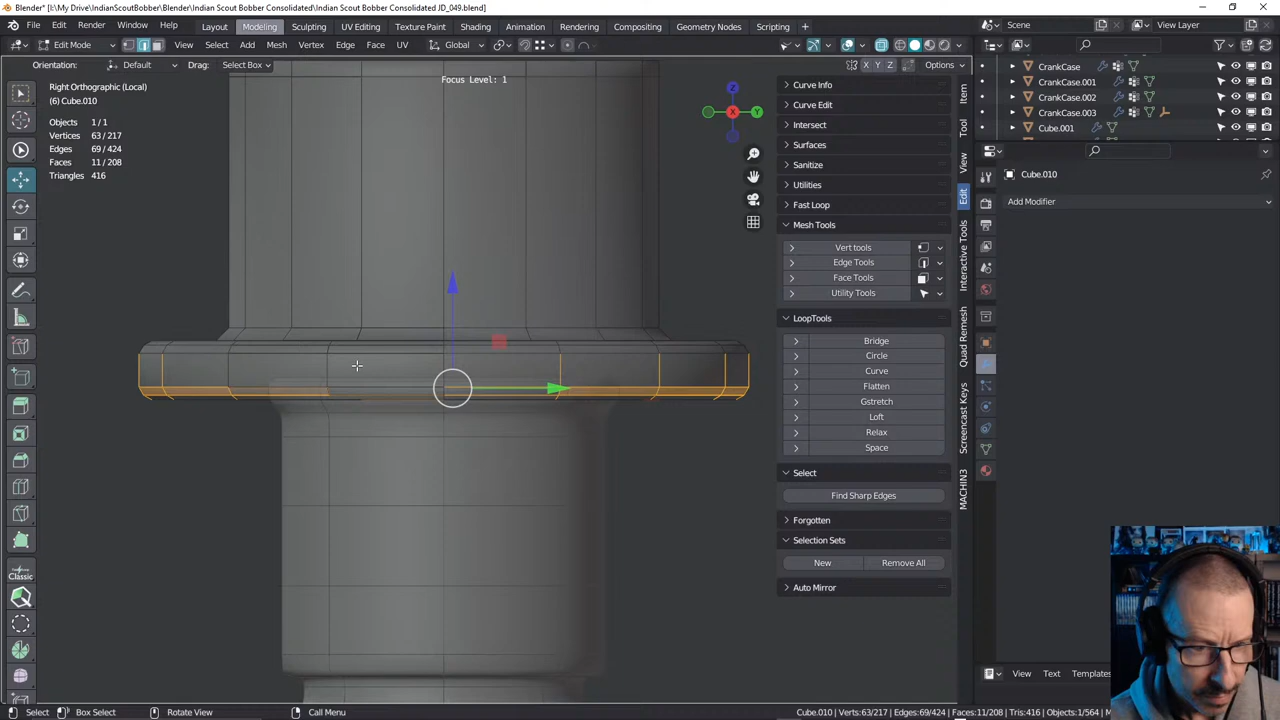 Blender* [I:\My Drive\IndianScoutBobber\Blender\Indian Scout Bobber Consolidated\Indian Scout Bobber Consolidated JD_049.blend]
File Edit Render Window Help Layout Modeling Sculpting UV Editing Texture Paint Shading Animation Rendering Compositing Geometry Nodes Scripting + Scene View Layer
Edit Mode View Select Add Mesh Vertex Edge Face UV Global
Orientation: Default Drag: Select Box X Y Z Options
Right Orthographic (Local)
(6) Cube.010
Objects 1 / 1
Vertices 63 / 217
Edges 69 / 424
Faces 11 / 208
Triangles 416
Focus Level: 1
Z
Y
X
Classic
Curve Info
Curve Edit
Intersect
Surfaces
Sanitize
Utilities
Fast Loop
Mesh Tools
Vert tools
Edge Tools
Face Tools
Utility Tools
LoopTools
Bridge
Circle
Curve
Flatten
Gstretch
Loft
Relax
Space
Select
Find Sharp Edges
Forgotten
Selection Sets
New Remove All
Auto Mirror
Item
Tool
View
Edit
Interactive Tools
Quad Remesh
Screencast Keys
MACHIN3
CrankCase
CrankCase.001
CrankCase.002
CrankCase.003
Cube.001
Cube.010
Add Modifier
View Text Templates
Select Box Select Rotate View Call Menu
Cube.010 | Verts:63/217 | Edges:69/424 | Faces:11/208 | Tris:416 | Objects:1/564 |